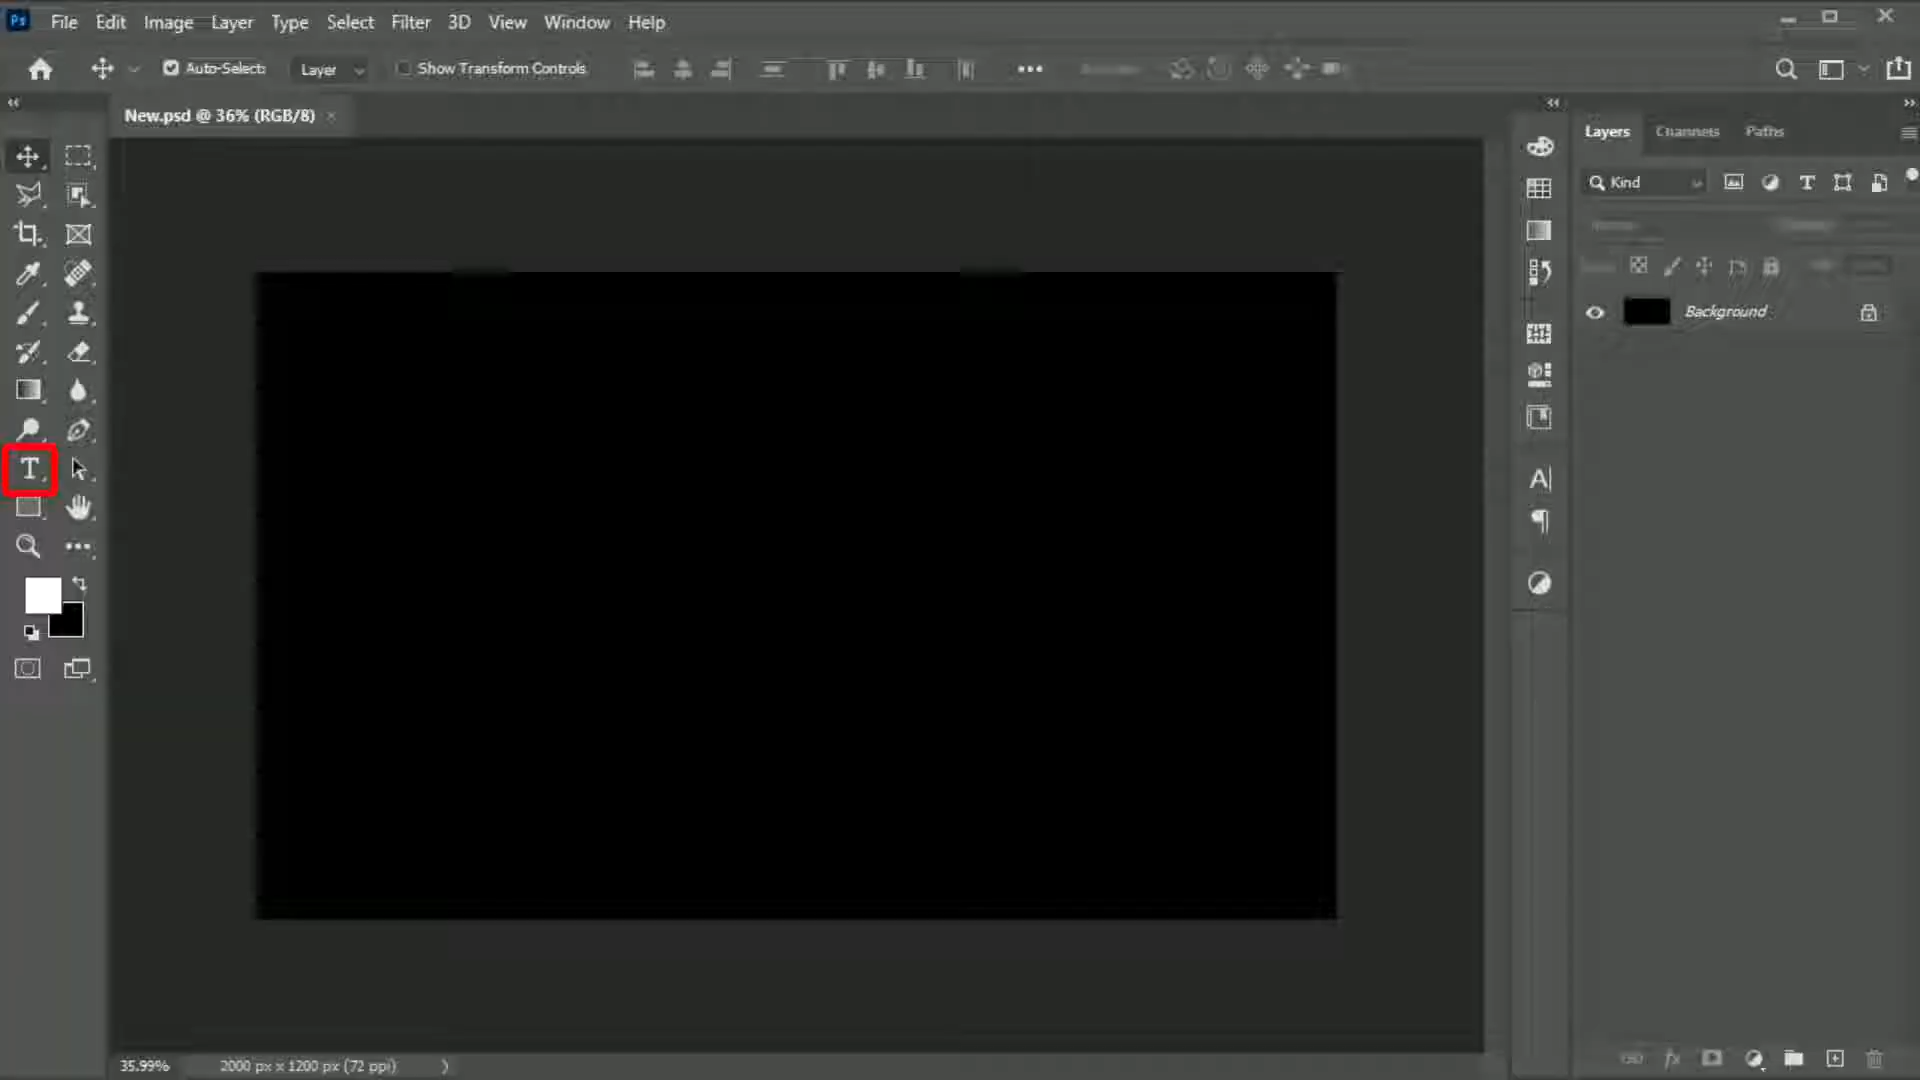 Ps File Edit Image Layer Type Select Filter 3D View Window Help
Auto-Select: Layer Show Transform Controls
New.psd @ 36% (RGB/8) ×
Layers Channels Paths
Kind
Background
35.99% 2000 px x 1200 px (72 ppi)